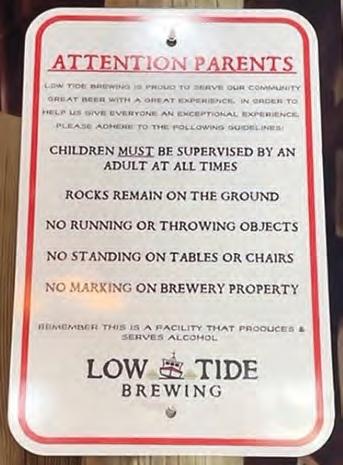 ATTENTION PARENTS
LOW TIDE BREWING IS PROUD TO SERVE OUR COMMUNITY
GREAT BEER WITH A GREAT EXPERIENCE. IN ORDER TO
HELP US GIVE EVERYONE AN EXCEPTIONAL EXPERIENCE,
PLEASE ADHERE TO THE FOLLOWING GUIDELINES:
CHILDREN MUST BE SUPERVISED BY AN
ADULT AT ALL TIMES
ROCKS REMAIN ON THE GROUND
NO RUNNING OR THROWING OBJECTS
NO STANDING ON TABLES OR CHAIRS
NO MARKING ON BREWERY PROPERTY
REMEMBER THIS IS A FACILITY THAT PRODUCES &
SERVES ALCOHOL
LOW TIDE
BREWING